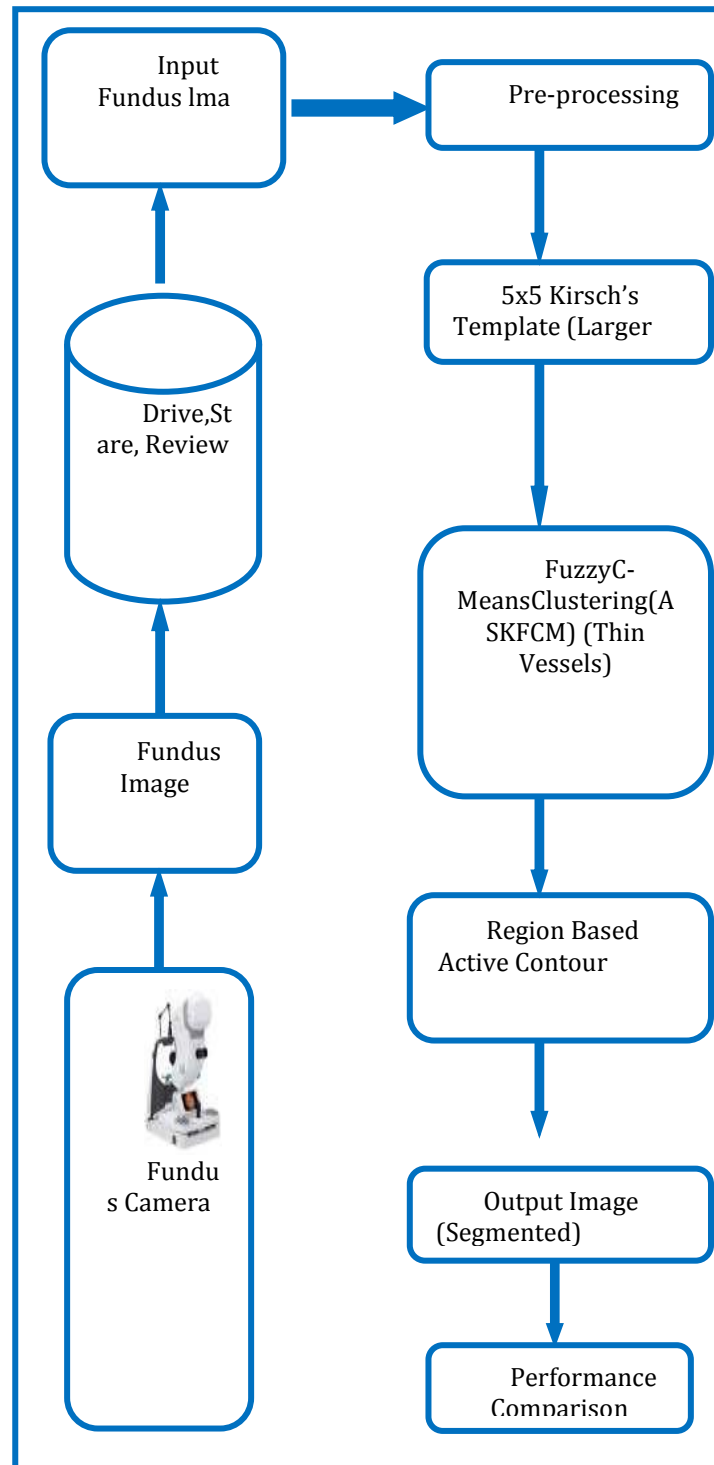 Input
Fundus lma
Pre-processing
5x5 Kirsch's
Template (Larger
Drive,St
are, Review
FuzzyC-
MeansClustering(A
SKFCM) (Thin
Vessels)
Fundus
Image
Region Based
Active Contour
Fundu
s Camera
Output Image
(Segmented)
Performance
Comparison